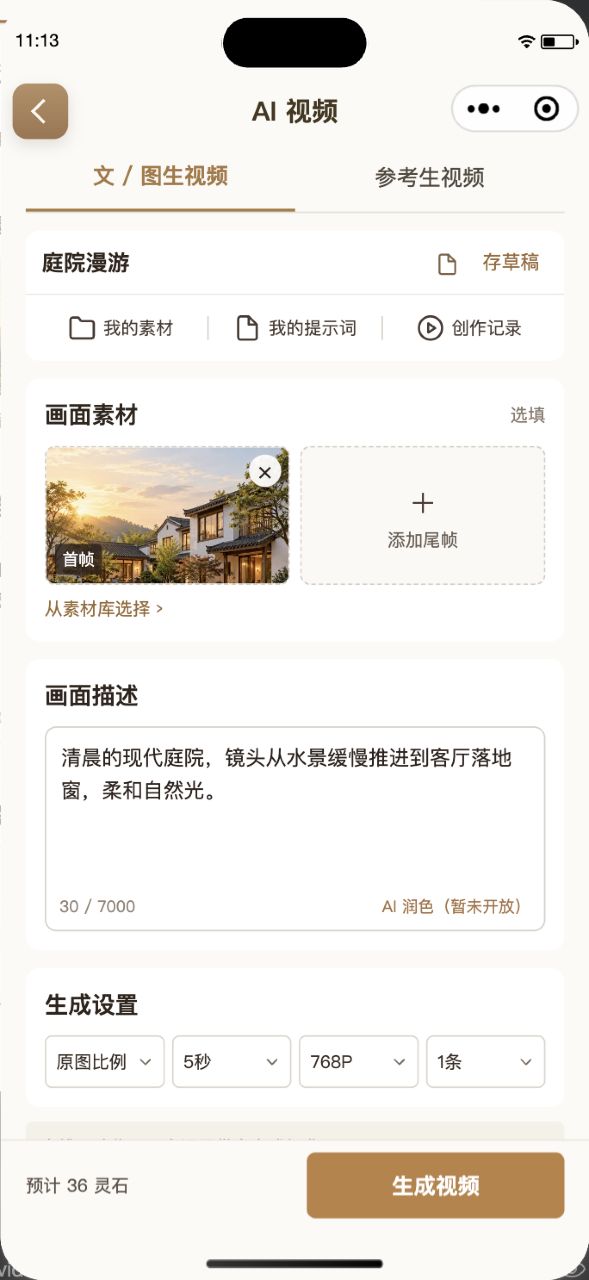 11:13
AI 视频
文 / 图生视频
参考生视频
庭院漫游
存草稿
我的素材
我的提示词
创作记录
画面素材
选填
首帧
添加尾帧
从素材库选择 >
画面描述
清晨的现代庭院，镜头从水景缓慢推进到客厅落地
窗，柔和自然光。
30 / 7000
AI 润色（暂未开放）
生成设置
原图比例
5秒
768P
1条
预计 36 灵石
生成视频